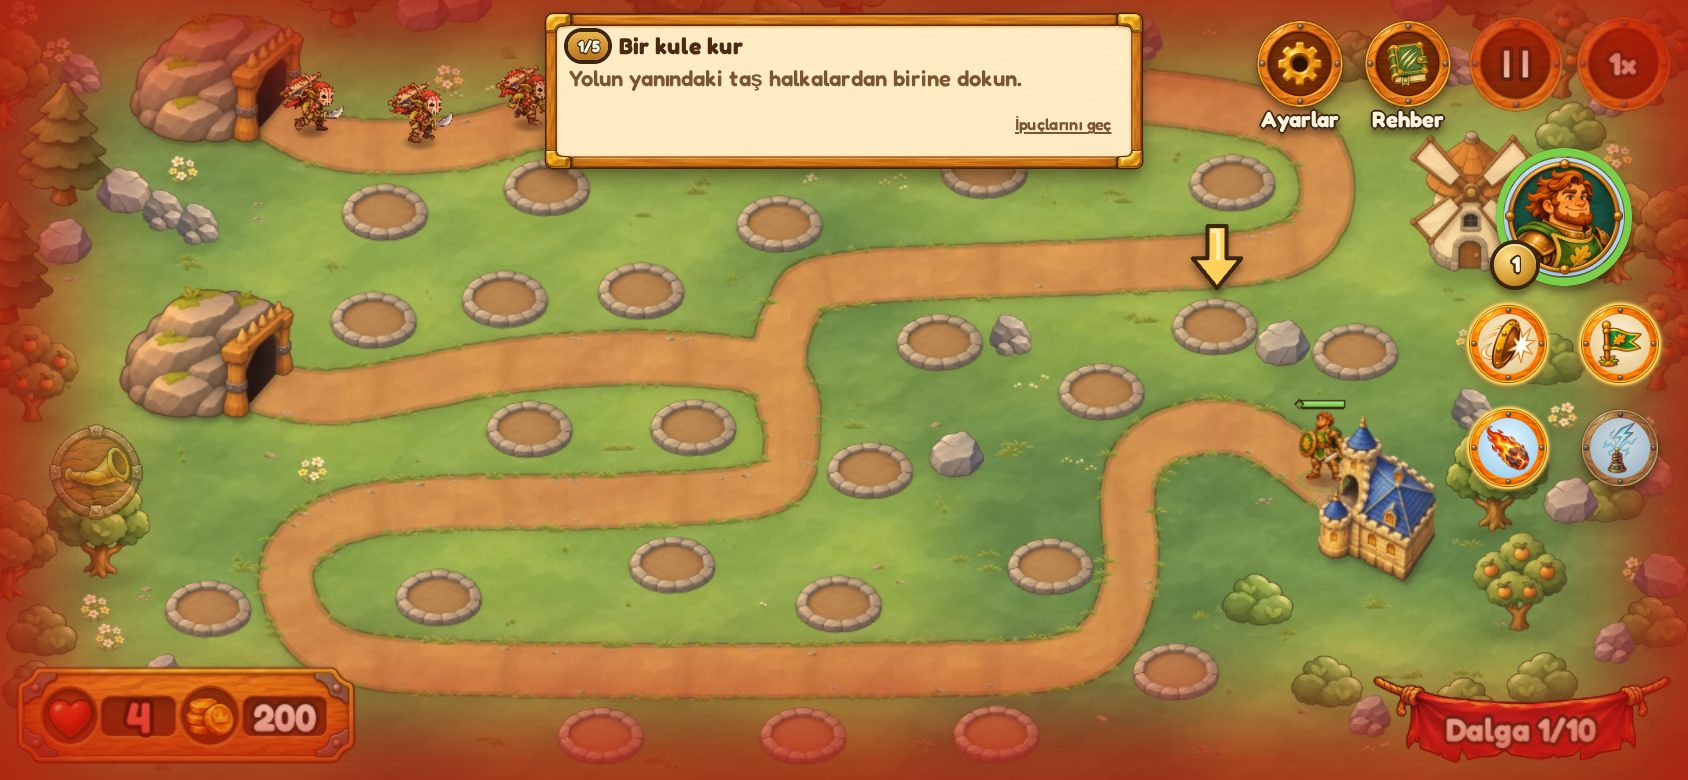 1/5 Bir kule kur
Yolun yanındaki taş halkalardan birine dokun.
İpuçlarını geç
1x
Ayarlar
Rehber
1
4
200
Dalga 1/10